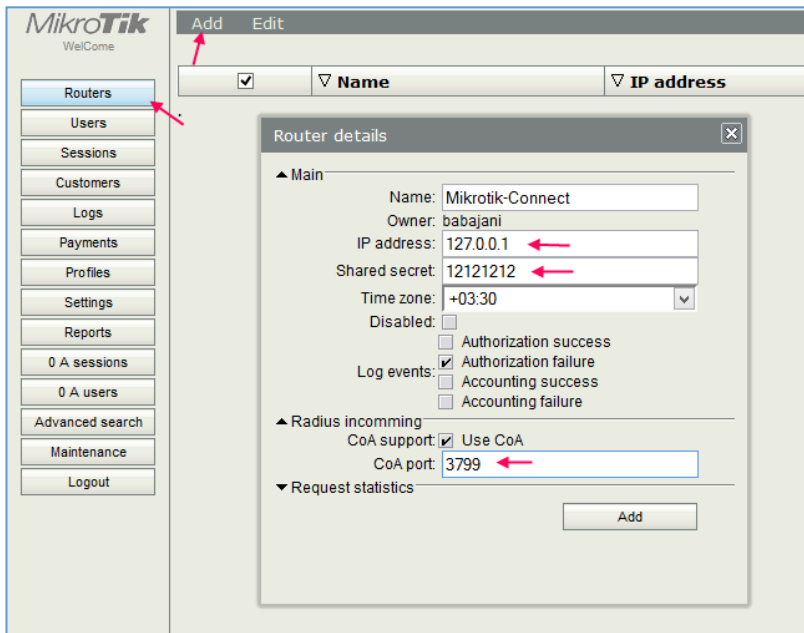 MikroTik
WelCome
Routers
Users
Sessions
Customers
Logs
Payments
Profiles
Settings
Reports
0 A sessions
0 A users
Advanced search
Maintenance
Logout
Add Edit
Name IP address
Router details
Main
Name: Mikrotik-Connect
Owner: babajani
IP address: 127.0.0.1
Shared secret: 12121212
Time zone: +03:30
Disabled:
Authorization success
Log events: Authorization failure
Accounting success
Accounting failure
Radius incomming
CoA support: Use CoA
CoA port: 3799
Request statistics
Add